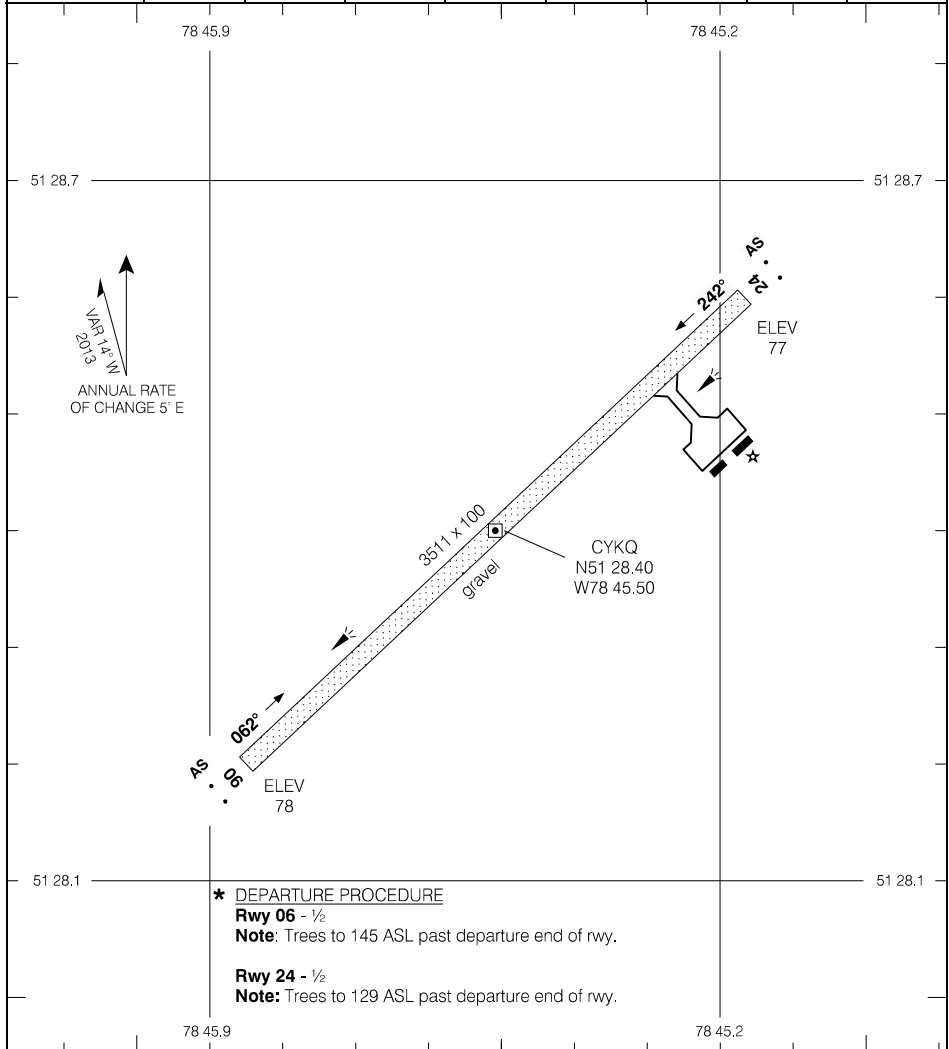 78 45.9
78 45.2
51 28.7
51 28.7
AS
24
242°
ELEV
77
VAR 14° W
2013
ANNUAL RATE
OF CHANGE 5' E
3511 x 100
gravel
CYKQ
N51 28.40
W78 45.50
062°
AS
06
ELEV
78
51 28.1
51 28.1
* DEPARTURE PROCEDURE
Rwy 06 - ½
Note: Trees to 145 ASL past departure end of rwy.
Rwy 24 - ½
Note: Trees to 129 ASL past departure end of rwy.
78 45.9
78 45.2